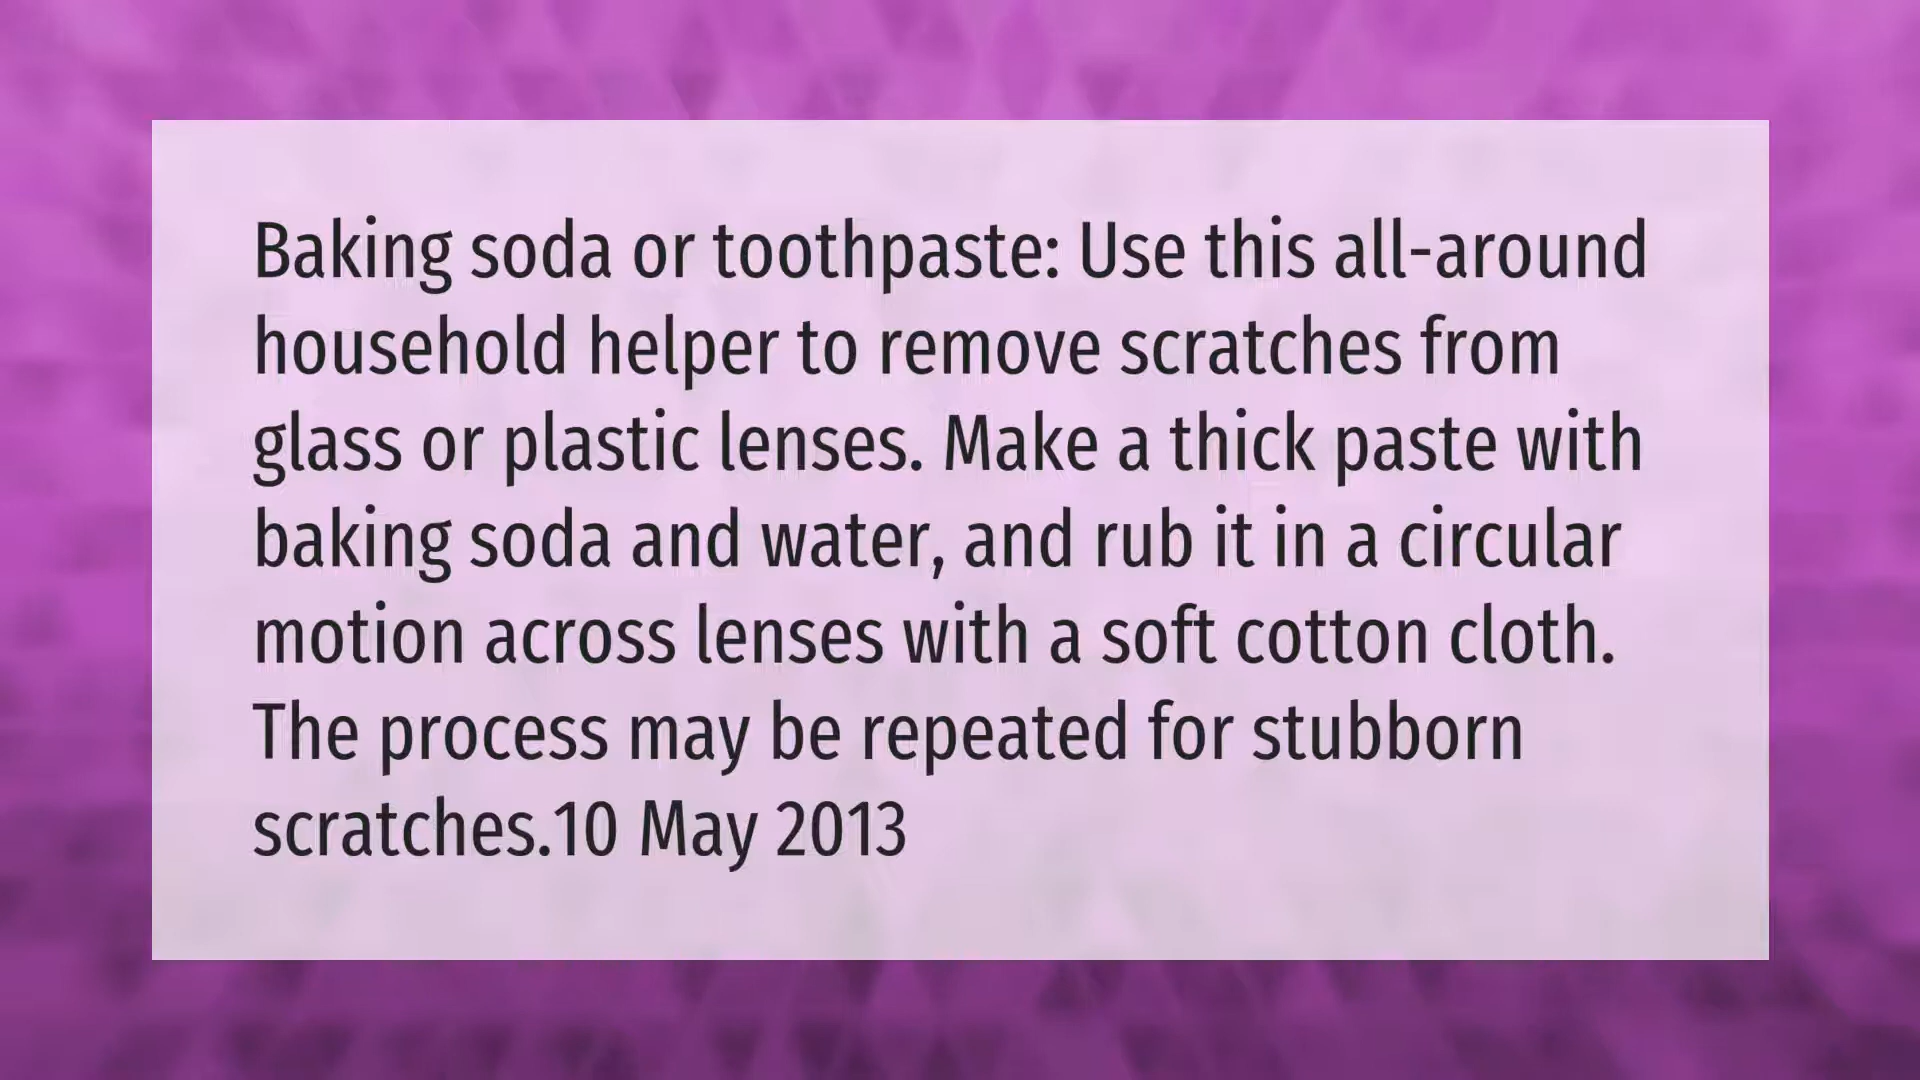 Baking soda or toothpaste: Use this all-around
household helper to remove scratches from
glass or plastic lenses. Make a thick paste with
baking soda and water, and rub it in a circular
motion across lenses with a soft cotton cloth.
The process may be repeated for stubborn
scratches.10 May 2013